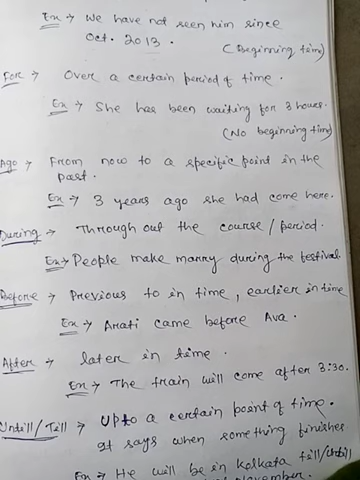 Ex → We have not seen him since
Oct. 2013.
(Beginning time)
For → Over a certain period of time.
Ex → She has been waiting for 3 hours.
(No beginning time)
Ago → From now to a specific point in the
past.
Ex → 3 years ago she had come here.
During → Through out the course / period.
Ex → People make marry during the festival
Before → Previous to in time, earlier in time
Ex → Arati came before Ava.
After → later in time.
Ex → The train will come after 3:30.
Untill/Till → Upto a certain point of time.
It says when something finishes
Ex → He will be in kolkata till/Untill
November.